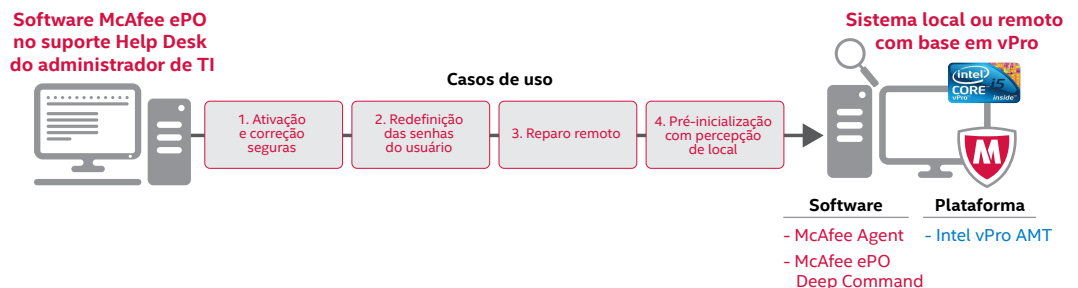 Software McAfee ePO
no suporte Help Desk
do administrador de TI
Casos de uso
1. Ativação
e correção
seguras
2. Redefinição
das senhas
do usuário
3. Reparo remoto
4. Pré-inicialização
com percepção
de local
Sistema local ou remoto
com base em vPro
(intel)
CORE i5
vPro™ inside™
M
Software
- McAfee Agent
- McAfee ePO
Deep Command
Plataforma
- Intel vPro AMT